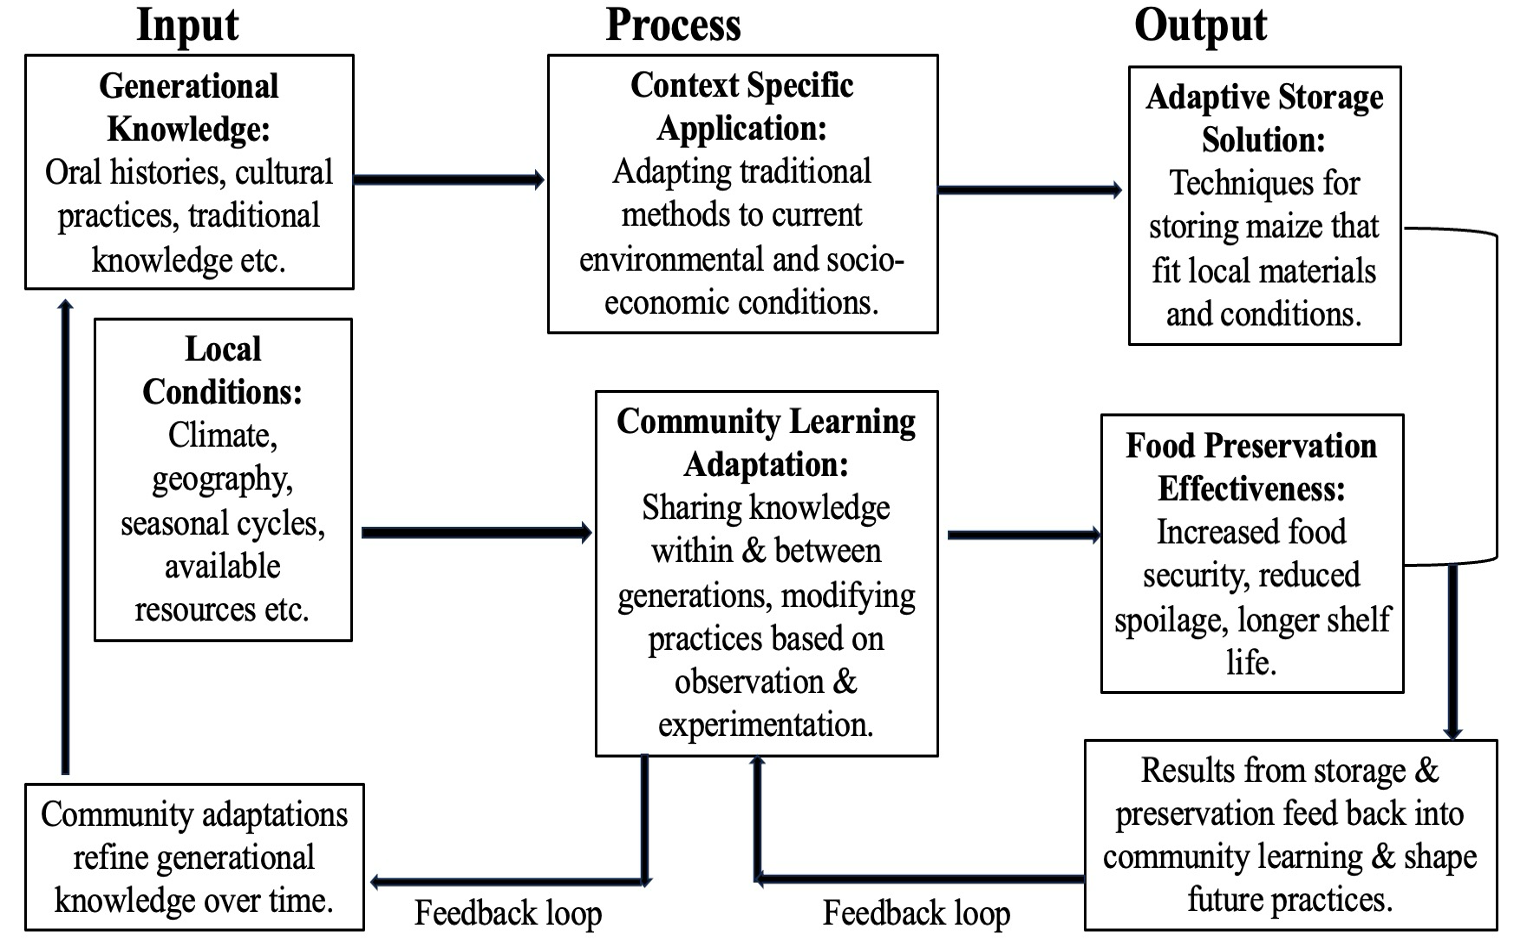 Input
Process
Output
Generational
Knowledge:
Oral histories, cultural
practices, traditional
knowledge etc.
Context Specific
Application:
Adapting traditional
methods to current
environmental and socio-
economic conditions.
Adaptive Storage
Solution:
Techniques for
storing maize that
fit local materials
and conditions.
Local
Conditions:
Climate,
geography,
seasonal cycles,
available
resources etc.
Community Learning
Adaptation:
Sharing knowledge
within & between
generations, modifying
practices based on
observation &
experimentation.
Food Preservation
Effectiveness:
Increased food
security, reduced
spoilage, longer shelf
life.
Community adaptations
refine generational
knowledge over time.
Feedback loop
Feedback loop
Results from storage &
preservation feed back into
community learning & shape
future practices.